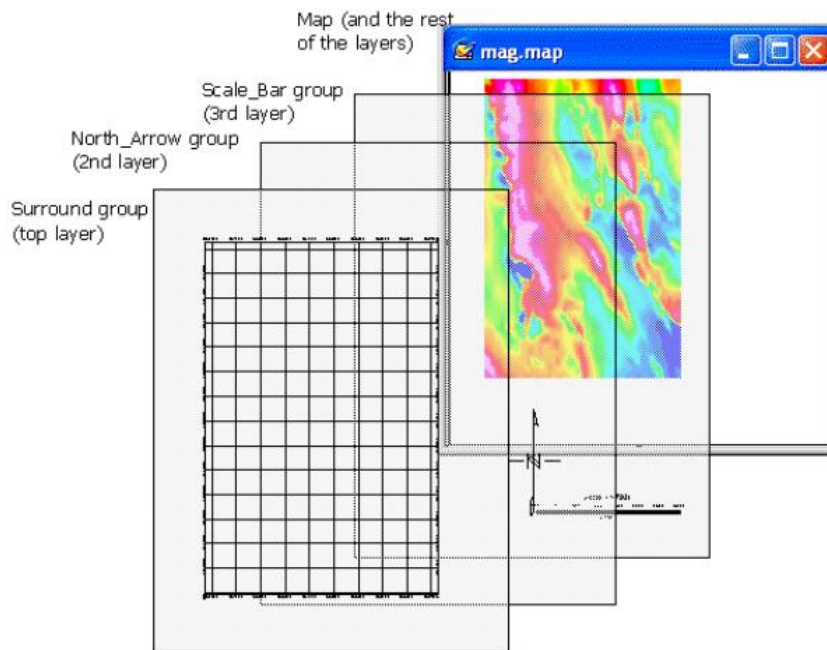 Map (and the rest
of the layers)
mag.map
Scale_Bar group
(3rd layer)
North_Arrow group
(2nd layer)
Surround group
(top layer)
N